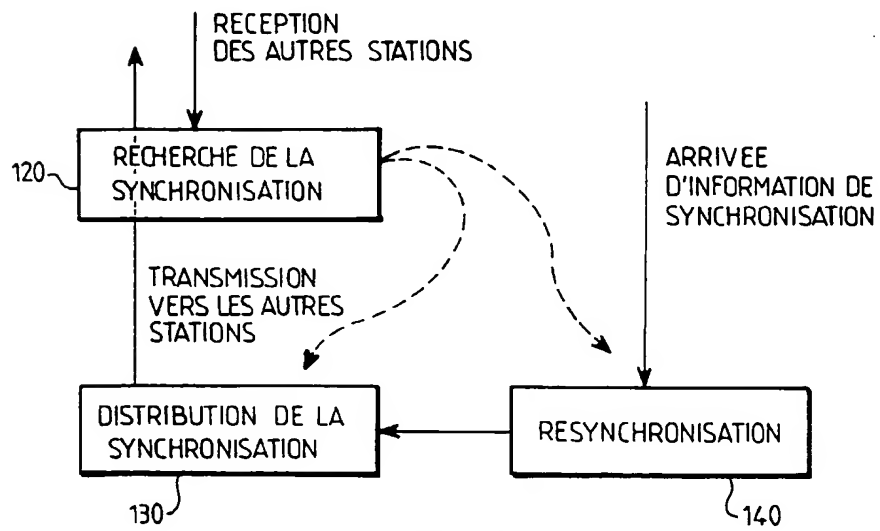 RECEPTION
DES AUTRES STATIONS
120
RECHERCHE DE LA
SYNCHRONISATION
ARRIVEE
D'INFORMATION DE
SYNCHRONISATION
TRANSMISSION
VERS LES AUTRES
STATIONS
DISTRIBUTION DE LA
SYNCHRONISATION
RESYNCHRONISATION
130
140